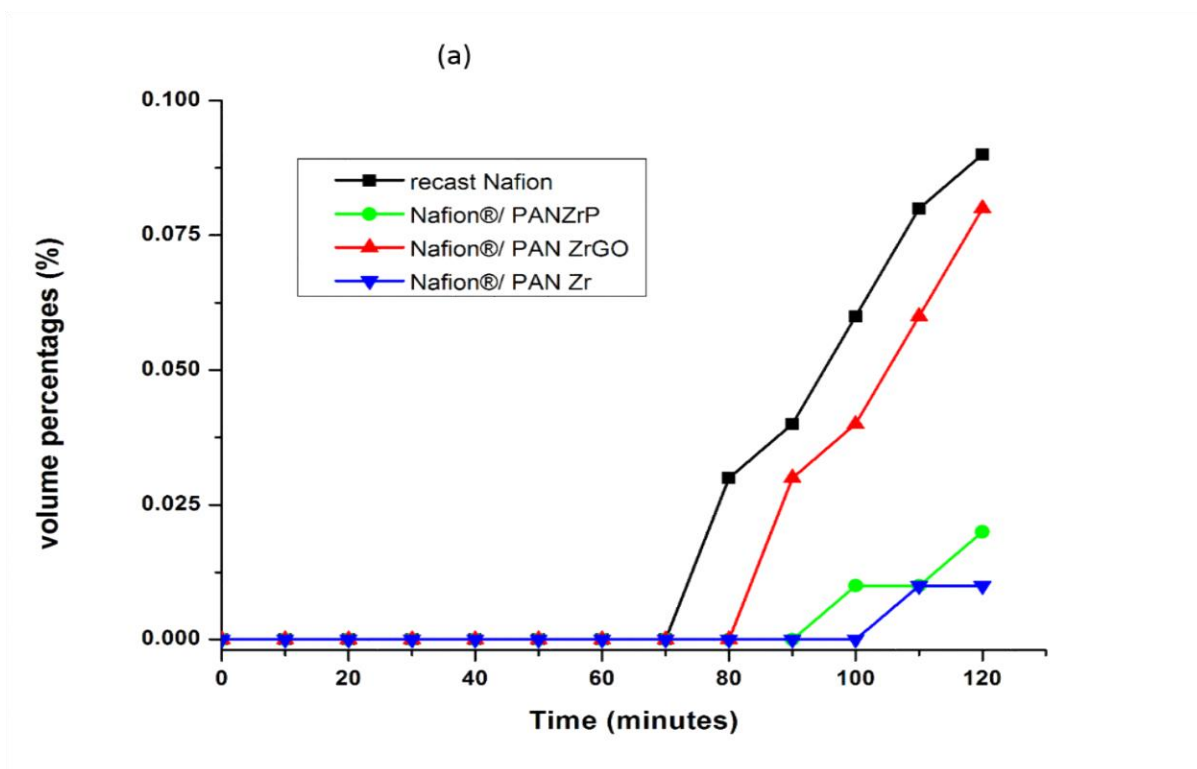 (a)
0.100
0.075
0.050
0.025
0.000
volume percentages (%)
recast Nafion
Nafion®/ PANZrP
Nafion®/ PAN ZrGO
Nafion®/ PAN Zr
0 20 40 60 80 100 120
Time (minutes)